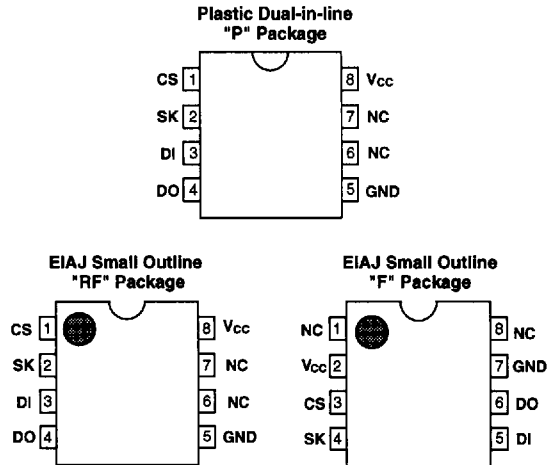 Plastic Dual-in-line
"P" Package
CS 1 8 Vcc
SK 2 7 NC
DI 3 6 NC
DO 4 5 GND
EIAJ Small Outline
"RF" Package
CS 1 8 Vcc
SK 2 7 NC
DI 3 6 NC
DO 4 5 GND
EIAJ Small Outline
"F" Package
NC 1 8 NC
Vcc 2 7 GND
CS 3 6 DO
SK 4 5 DI